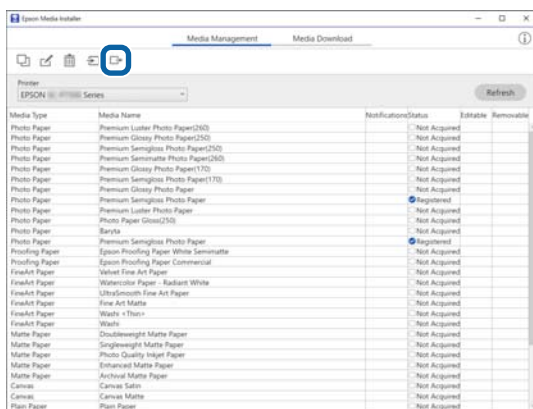 Epson Media Installer
Media Management Media Download
Printer
EPSON Series
Refresh
Media Type Media Name Notifications Status Editable Removable
Photo Paper Premium Luster Photo Paper(260) Not Acquired
Photo Paper Premium Glossy Photo Paper(250) Not Acquired
Photo Paper Premium Semigloss Photo Paper(250) Not Acquired
Photo Paper Premium Semimatte Photo Paper(260) Not Acquired
Photo Paper Premium Glossy Photo Paper(170) Not Acquired
Photo Paper Premium Semigloss Photo Paper(170) Not Acquired
Photo Paper Premium Glossy Photo Paper Not Acquired
Photo Paper Premium Semigloss Photo Paper Registered
Photo Paper Premium Luster Photo Paper Not Acquired
Photo Paper Photo Paper Gloss(250) Not Acquired
Photo Paper Baryta Not Acquired
Photo Paper Premium Semigloss Photo Paper Registered
Proofing Paper Epson Proofing Paper White Semimatte Not Acquired
Proofing Paper Epson Proofing Paper Commercial Not Acquired
FineArt Paper Velvet Fine Art Paper Not Acquired
FineArt Paper Watercolor Paper - Radiant White Not Acquired
FineArt Paper UltraSmooth Fine Art Paper Not Acquired
FineArt Paper Fine Art Matte Not Acquired
FineArt Paper Washi <Thin> Not Acquired
FineArt Paper Washi Not Acquired
Matte Paper Doubleweight Matte Paper Not Acquired
Matte Paper Singleweight Matte Paper Not Acquired
Matte Paper Photo Quality Inkjet Paper Not Acquired
Matte Paper Enhanced Matte Paper Not Acquired
Matte Paper Archival Matte Paper Not Acquired
Canvas Canvas Satin Not Acquired
Canvas Canvas Matte Not Acquired
Plain Paper Plain Paper Not Acquired